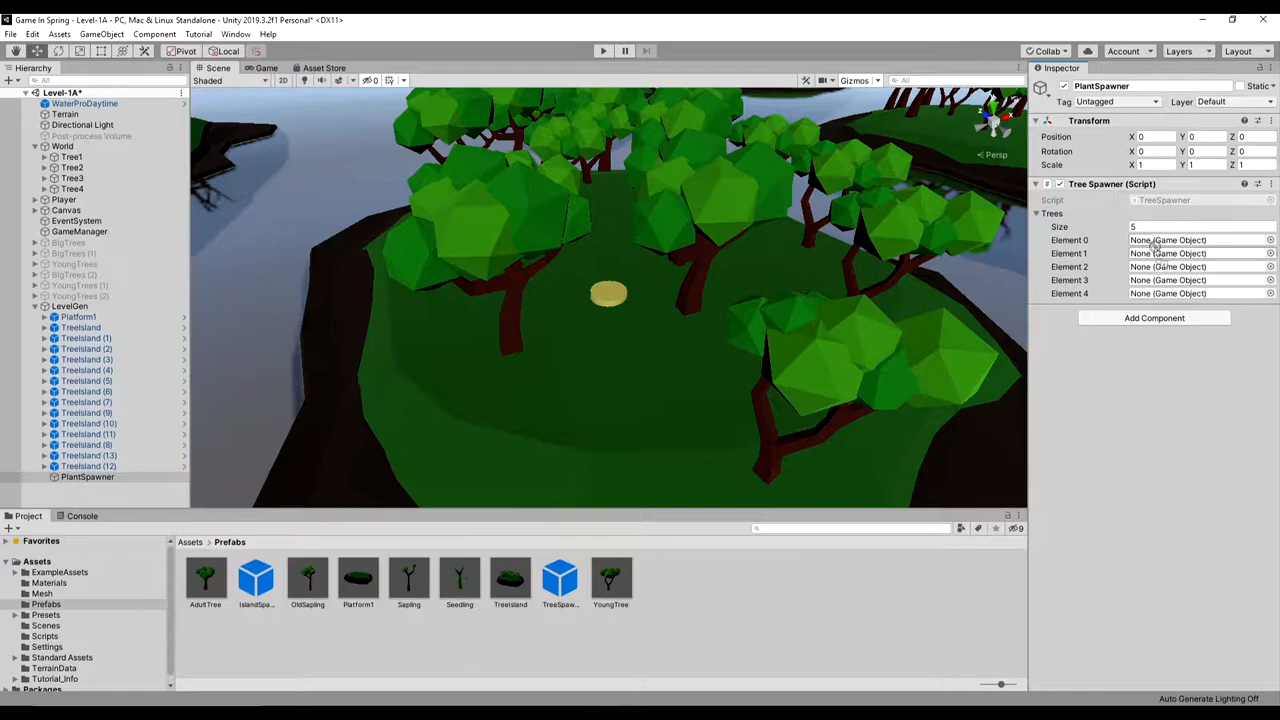 Game In Spring - Level-1A - PC, Mac & Linux Standalone - Unity 2019.3.2f1 Personal* <DX11>
File Edit Assets GameObject Component Tutorial Window Help
Pivot Local Collab Account Layers Layout
Hierarchy
All
Level-1A*
WaterProDaytime
Terrain
Directional Light
Post-process Volume
World
Tree1
Tree2
Tree3
Tree4
Player
Canvas
EventSystem
GameManager
BigTrees
BigTrees (1)
YoungTrees
BigTrees (2)
YoungTrees (1)
YoungTrees (2)
LevelGen
Platform1
TreeIsland
TreeIsland (1)
TreeIsland (2)
TreeIsland (3)
TreeIsland (4)
TreeIsland (5)
TreeIsland (6)
TreeIsland (7)
TreeIsland (9)
TreeIsland (10)
TreeIsland (11)
TreeIsland (8)
TreeIsland (13)
TreeIsland (12)
PlantSpawner
Scene Game Asset Store
Shaded 2D 0 Gizmos All
z x
Persp
Inspector
PlantSpawner Static
Tag Untagged Layer Default
Transform
Position X 0 Y 0 Z 0
Rotation X 0 Y 0 Z 0
Scale X 1 Y 1 Z 1
Tree Spawner (Script)
Script TreeSpawner
Trees
Size 5
Element 0 None (Game Object)
Element 1 None (Game Object)
Element 2 None (Game Object)
Element 3 None (Game Object)
Element 4 None (Game Object)
Add Component
Project Console
9
Favorites
Assets
ExampleAssets
Materials
Mesh
Prefabs
Presets
Scenes
Scripts
Settings
Standard Assets
TerrainData
Tutorial_Info
Packages
Assets > Prefabs
AdultTree IslandSpa... OldSapling Platform1 Sapling Seedling TreeIsland TreeSpaw... YoungTree
Auto Generate Lighting Off